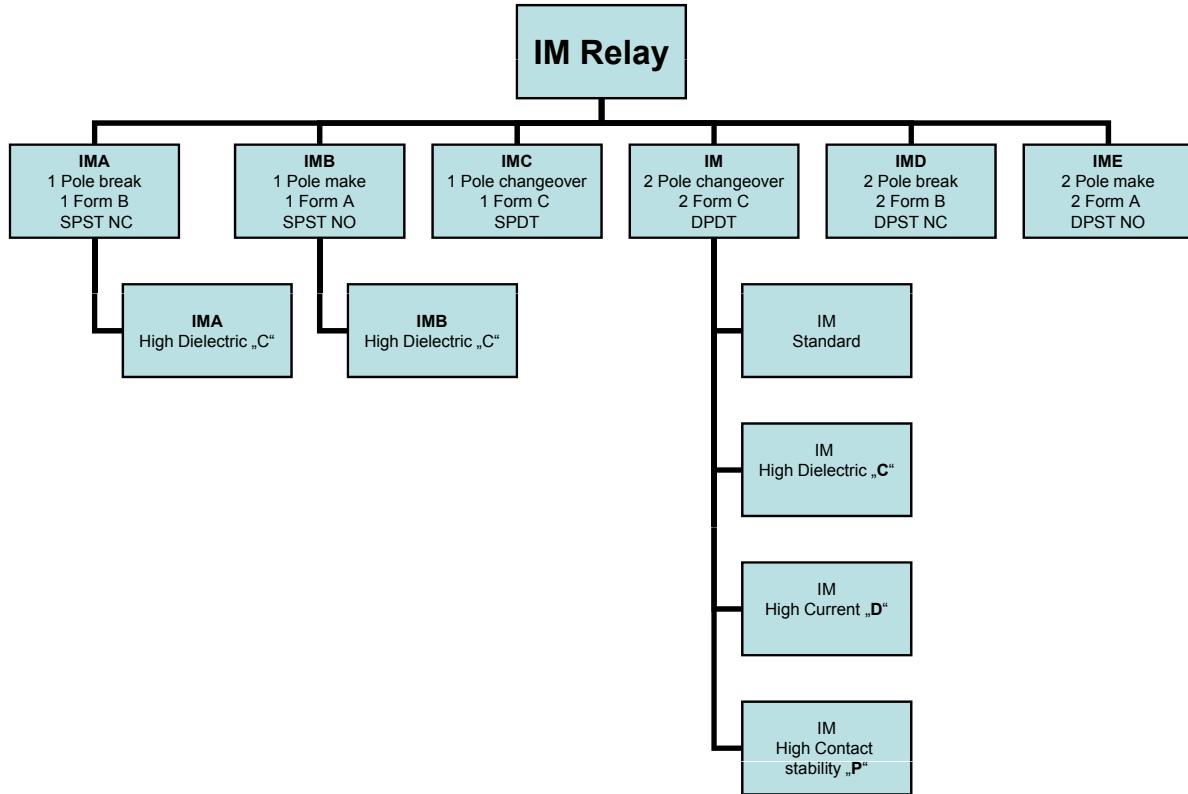 IM Relay
IMA
1 Pole break
1 Form B
SPST NC
IMB
1 Pole make
1 Form A
SPST NO
IMC
1 Pole changeover
1 Form C
SPDT
IM
2 Pole changeover
2 Form C
DPDT
IMD
2 Pole break
2 Form B
DPST NC
IME
2 Pole make
2 Form A
DPST NO
IMA
High Dielectric „C“
IMB
High Dielectric „C“
IM
Standard
IM
High Dielectric „C“
IM
High Current „D“
IM
High Contact
stability „P“